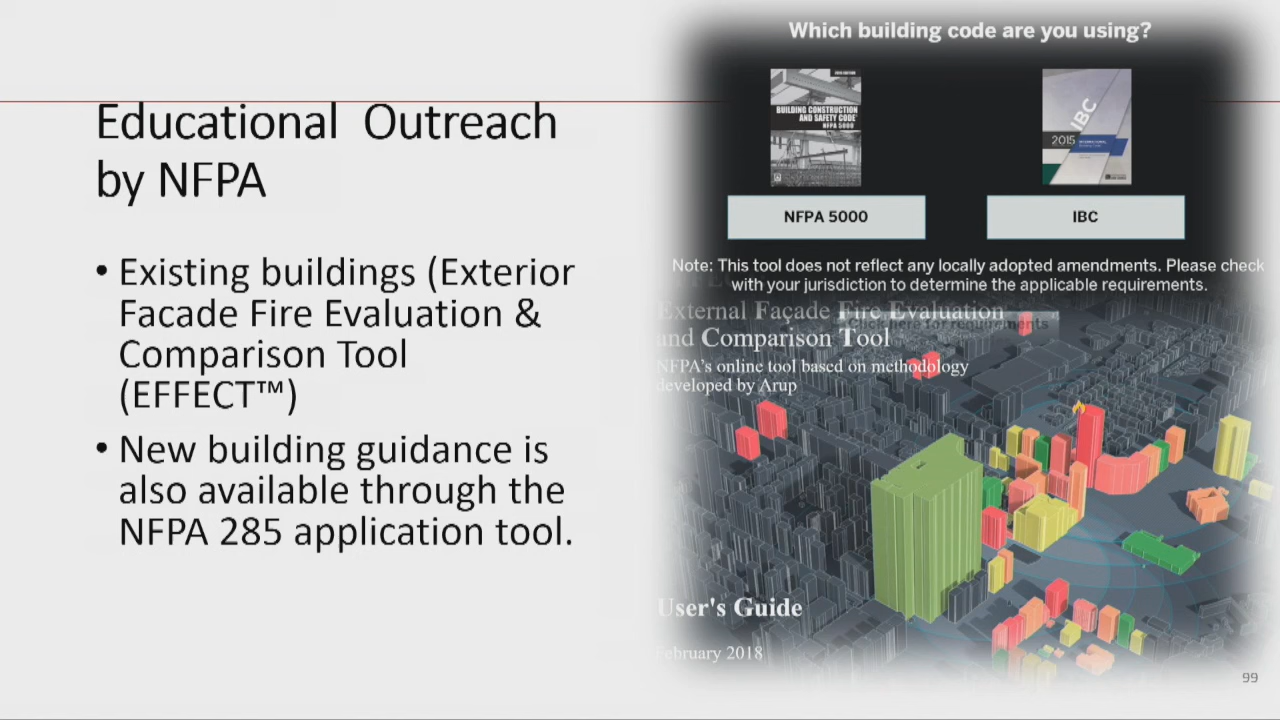 Educational Outreach
by NFPA
• Existing buildings (Exterior
Facade Fire Evaluation &
Comparison Tool
(EFFECT™)
• New building guidance is
also available through the
NFPA 285 application tool.
Which building code are you using?
BUILDING CONSTRUCTION
AND SAFETY CODE
NFPA 5000
IBC
2015
NFPA 5000
IBC
Note: This tool does not reflect any locally adopted amendments. Please check
with your jurisdiction to determine the applicable requirements.
External Façade Fire Evaluation
and Comparison Tool
Click here for requirements
NFPA's online tool based on methodology
developed by Arup
User's Guide
February 2018
99